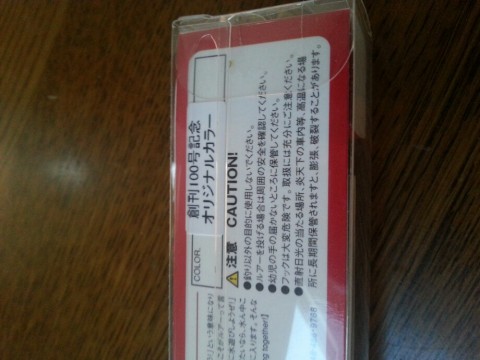 COLOR.
創刊100号記念
オリジナルカラー
注意 CAUTION!
●釣り以外の目的に使用しないでください。
●ルアーを投げる場合は周囲の安全を確認してください。
●幼児の手の届かないところに保管してください。
●フックは大変危険です。取扱には充分にご注意ください。
●直射日光の当たる場所、炎天下の車内等、高温になる場
所に長期間保管されますと、膨張、破裂することがあります。